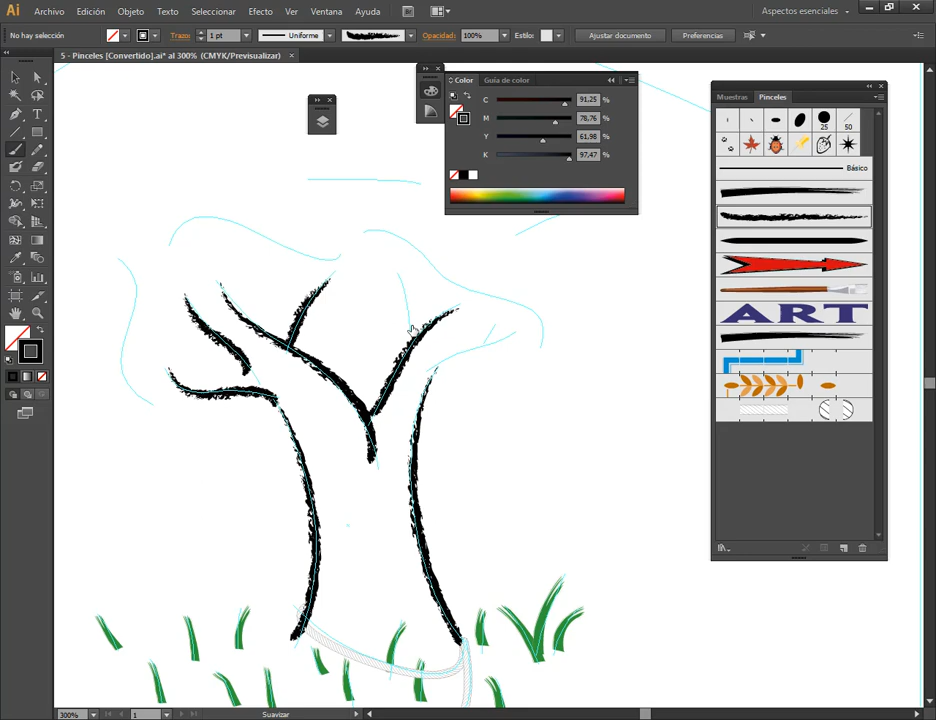 Ai Archivo Edición Objeto Texto Seleccionar Efecto Ver Ventana Ayuda Br Aspectos esenciales
No hay selección Trazo: 1 pt Uniforme Opacidad: 100% Estilo: Ajustar documento Preferencias
5 - Pinceles [Convertido].ai* al 300% (CMYK/Previsualizar)
Color Guía de color
C 91,25 %
M 78,76 %
Y 61,98 %
K 97,47 %
Muestras Pinceles
25 50
Básico
ART
300% 1 Suavizar